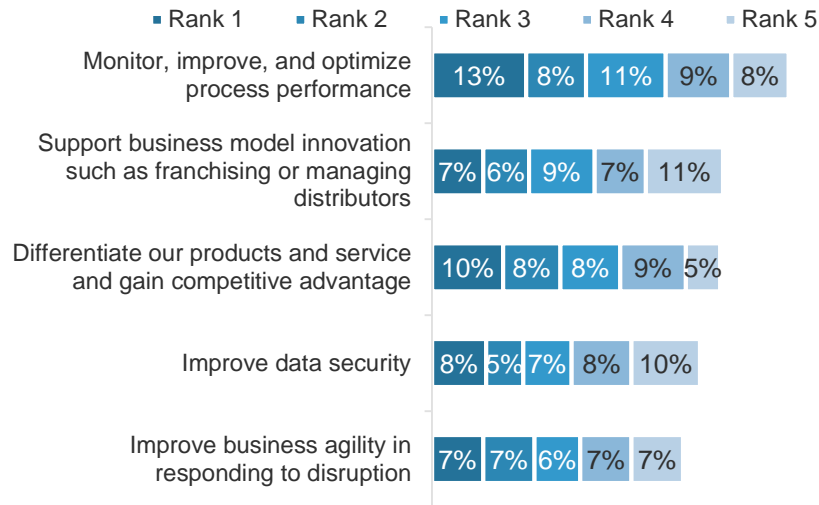 Rank 1 Rank 2 Rank 3 Rank 4 Rank 5
Monitor, improve, and optimize
process performance
13% 8% 11% 9% 8%
Support business model innovation
such as franchising or managing
distributors
7% 6% 9% 7% 11%
Differentiate our products and service
and gain competitive advantage
10% 8% 8% 9% 5%
Improve data security
8% 5% 7% 8% 10%
Improve business agility in
responding to disruption
7% 7% 6% 7% 7%